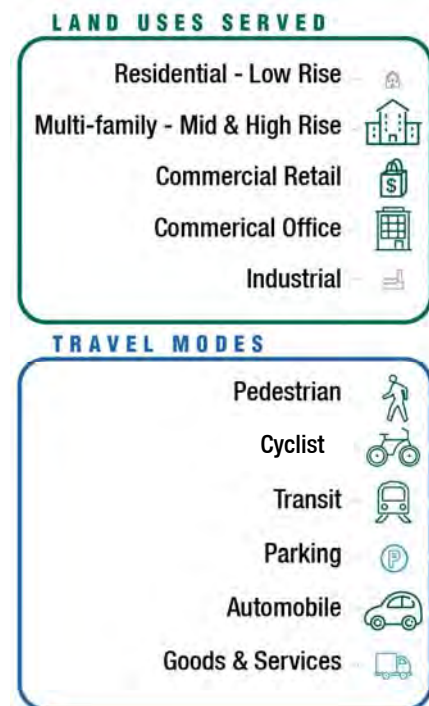 LAND USES SERVED
Residential - Low Rise
Multi-family - Mid & High Rise
Commercial Retail
$
Commerical Office
Industrial
TRAVEL MODES
Pedestrian
Cyclist
Transit
Parking
P
Automobile
Goods & Services